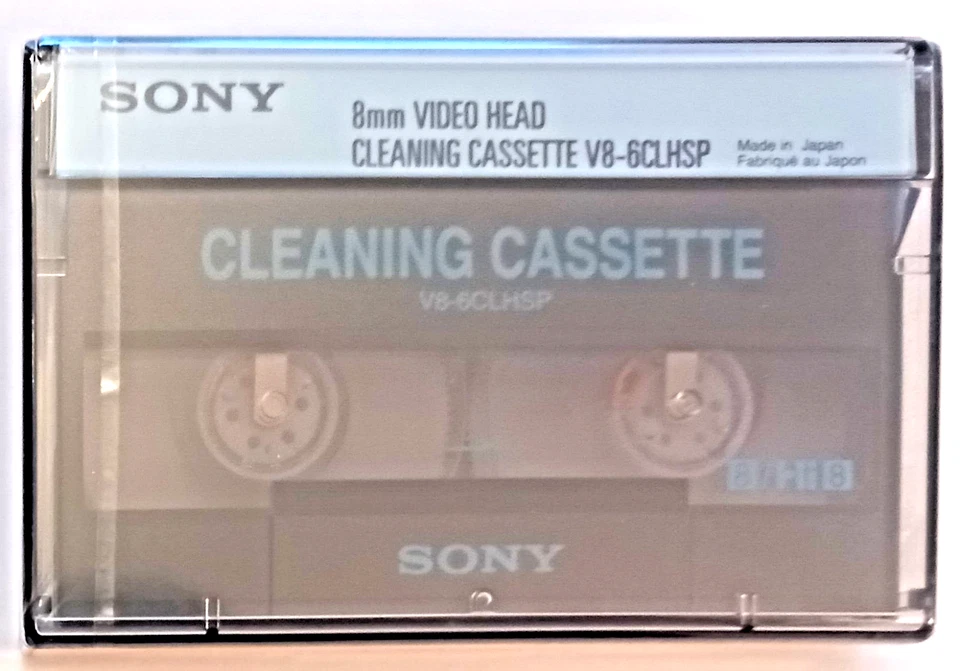 SONY
8mm VIDEO HEAD
CLEANING CASSETTE V8-6CLHSP
Made in Japan
Fabriqué au Japon
CLEANING CASSETTE
V8-6CLHSP
SONY